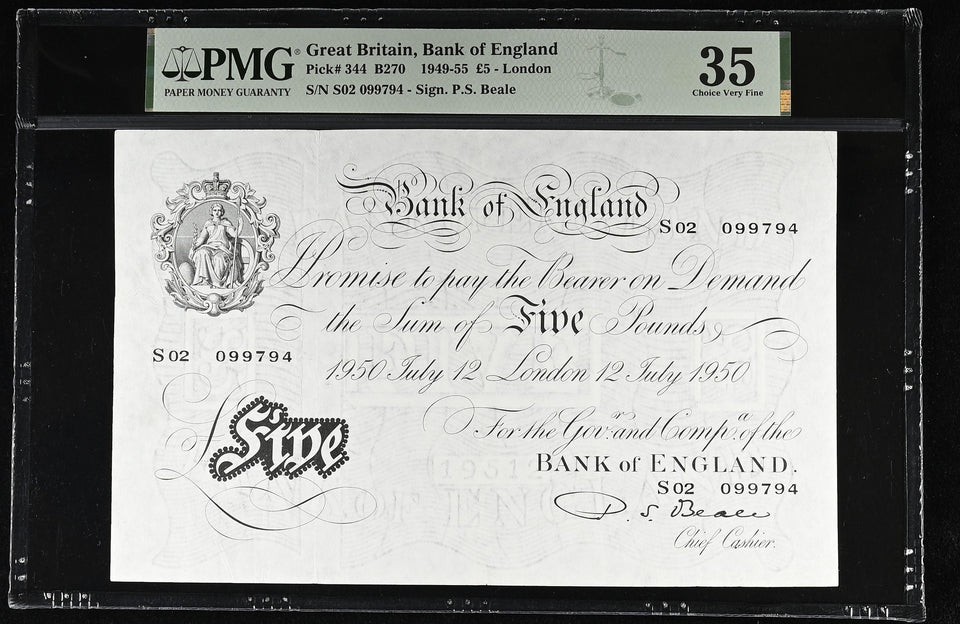 PMG® Great Britain, Bank of England
Pick# 344 B270 1949-55 £5 - London
PAPER MONEY GUARANTY S/N S02 099794 - Sign. P.S. Beale
35
Choice Very Fine
Bank of England
S02 099794
I Promise to pay the Bearer on Demand
the Sum of Five Pounds
S02 099794
1950 July 12 London 12 July 1950
£Five
For the Govr. and Compa. of the
BANK of ENGLAND.
S02 099794
P. S. Beale
Chief Cashier.